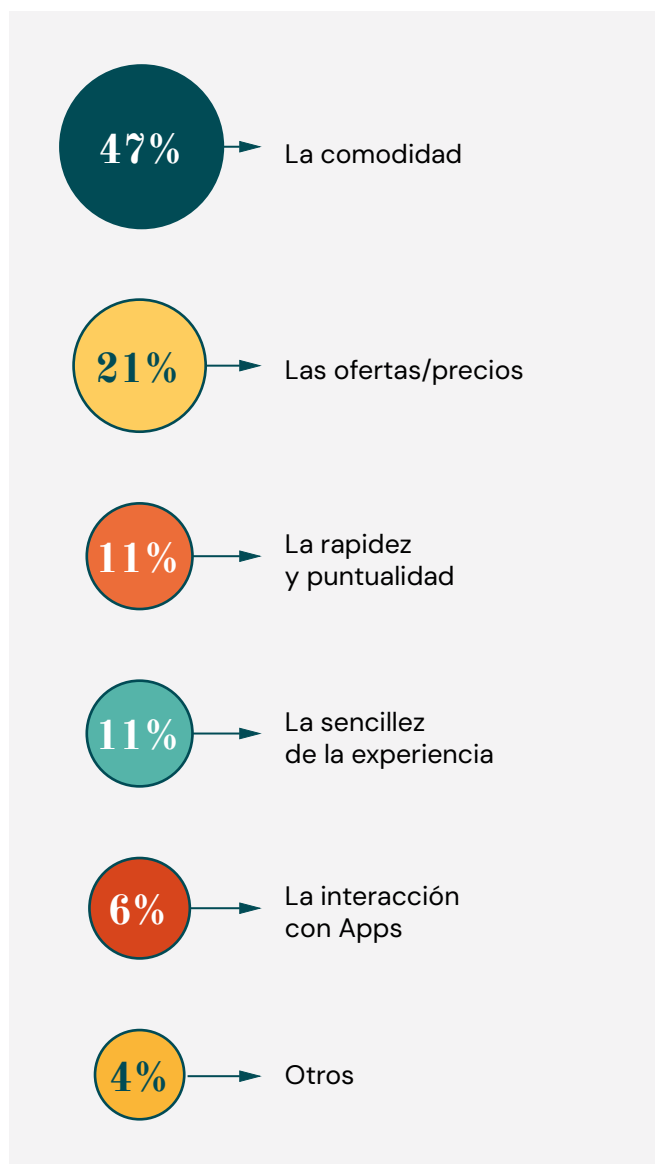 47%
La comodidad
21%
Las ofertas/precios
11%
La rapidez
y puntualidad
11%
La sencillez
de la experiencia
6%
La interacción
con Apps
4%
Otros